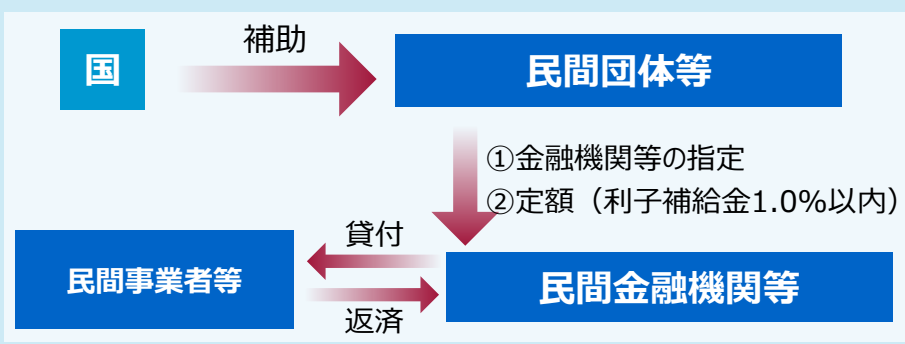 補助
国
民間団体等
①金融機関等の指定
②定額（利子補給金1.0%以内）
貸付
民間事業者等
民間金融機関等
返済